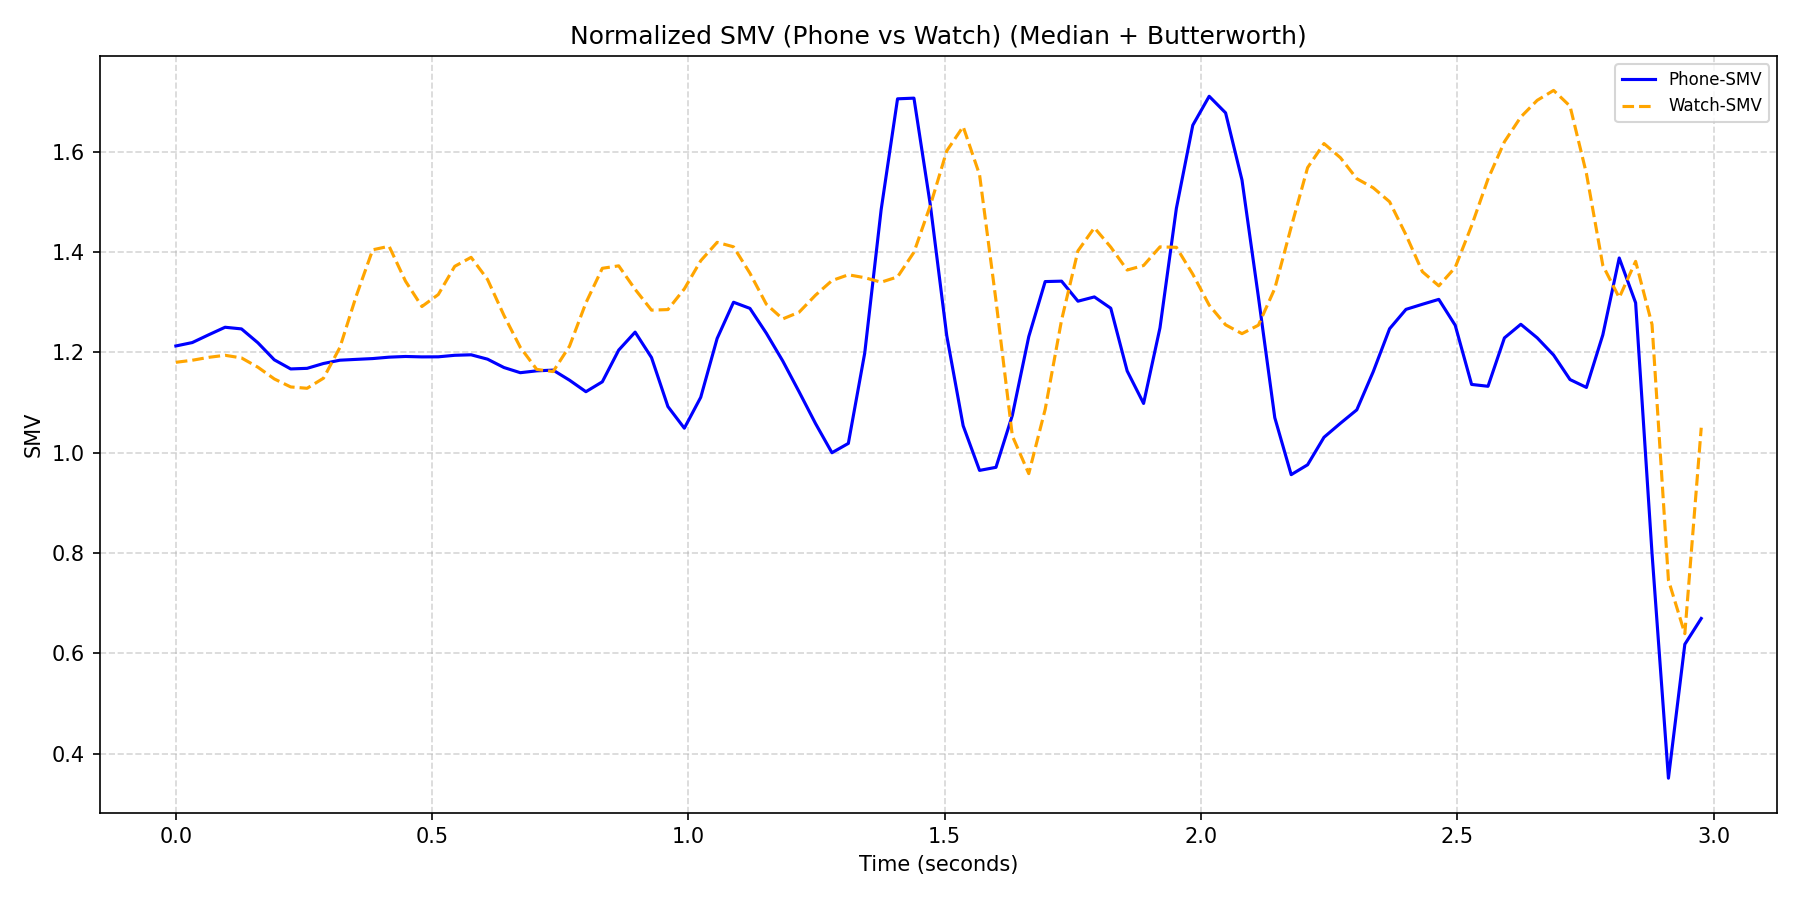 Normalized SMV (Phone vs Watch) (Median + Butterworth)
Phone-SMV
Watch-SMV
SMV
1.6
1.4
1.2
1.0
0.8
0.6
0.4
0.0 0.5 1.0 1.5 2.0 2.5 3.0
Time (seconds)